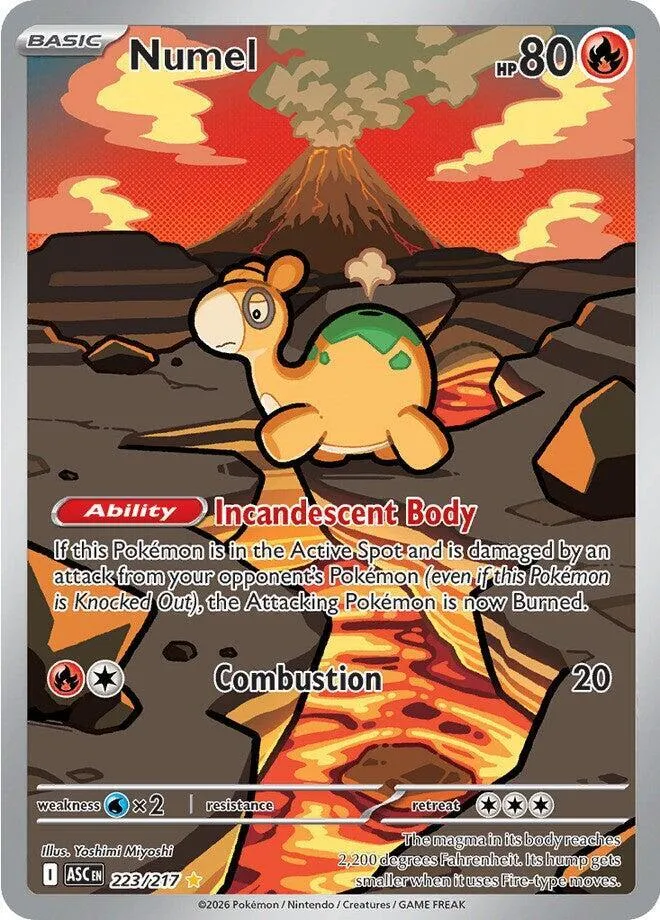 BASIC
Numel
HP 80
Ability Incandescent Body
If this Pokémon is in the Active Spot and is damaged by an
attack from your opponent's Pokémon (even if this Pokémon
is Knocked Out), the Attacking Pokémon is now Burned.
Combustion 20
weakness ×2 resistance retreat
Illus. Yoshimi Miyoshi
The magma in its body reaches
2,200 degrees Fahrenheit. Its hump gets
smaller when it uses Fire-type moves.
I ASC EN 223/217
©2026 Pokémon / Nintendo / Creatures / GAME FREAK